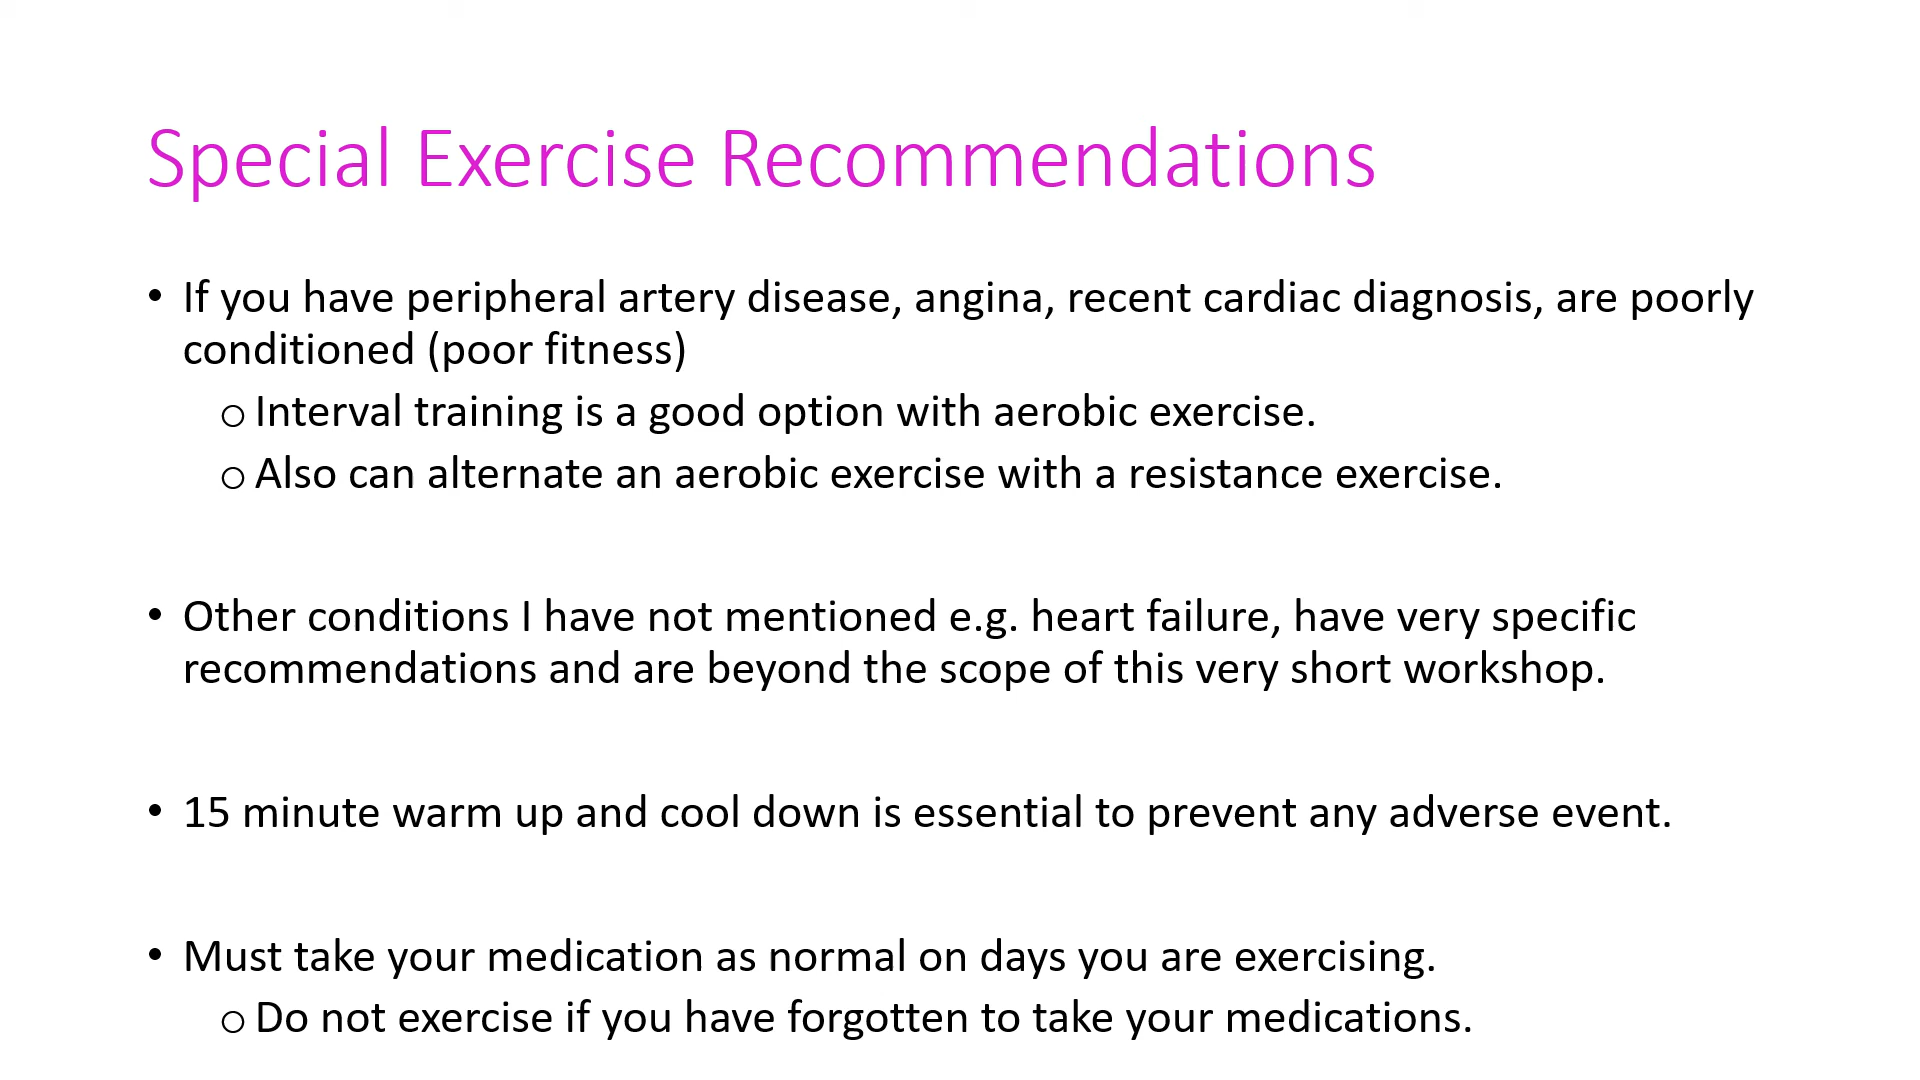 Special Exercise Recommendations
• If you have peripheral artery disease, angina, recent cardiac diagnosis, are poorly
conditioned (poor fitness)
o Interval training is a good option with aerobic exercise.
o Also can alternate an aerobic exercise with a resistance exercise.
• Other conditions I have not mentioned e.g. heart failure, have very specific
recommendations and are beyond the scope of this very short workshop.
• 15 minute warm up and cool down is essential to prevent any adverse event.
• Must take your medication as normal on days you are exercising.
o Do not exercise if you have forgotten to take your medications.